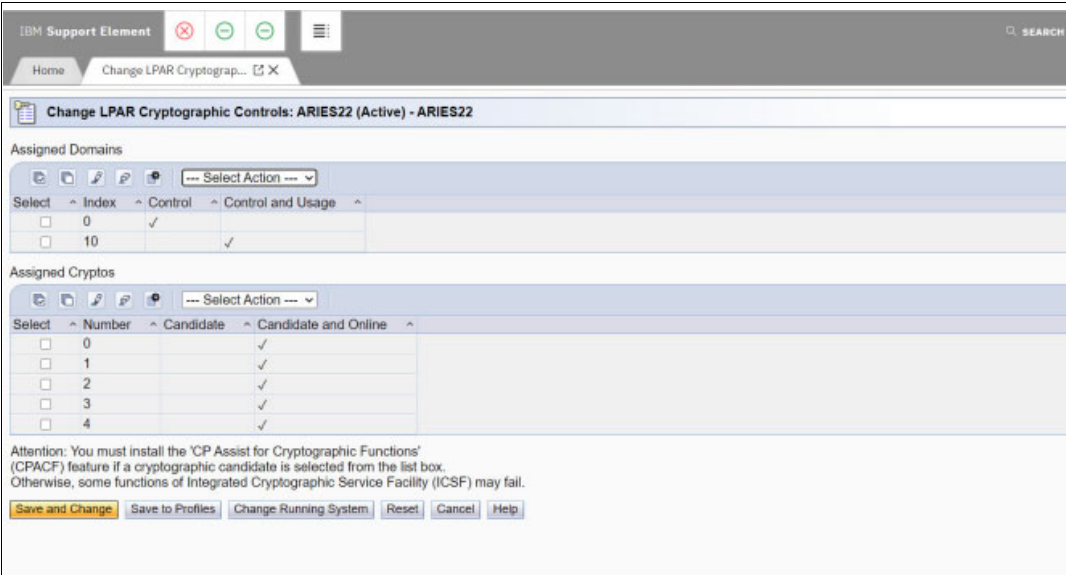 IBM Support Element
SEARCH
Home
Change LPAR Cryptograp...
Change LPAR Cryptographic Controls: ARIES22 (Active) - ARIES22
Assigned Domains
--- Select Action ---
Select Index Control Control and Usage
0 ✓
10 ✓
Assigned Cryptos
--- Select Action ---
Select Number Candidate Candidate and Online
0 ✓
1 ✓
2 ✓
3 ✓
4 ✓
Attention: You must install the 'CP Assist for Cryptographic Functions'
(CPACF) feature if a cryptographic candidate is selected from the list box.
Otherwise, some functions of Integrated Cryptographic Service Facility (ICSF) may fail.
Save and Change Save to Profiles Change Running System Reset Cancel Help